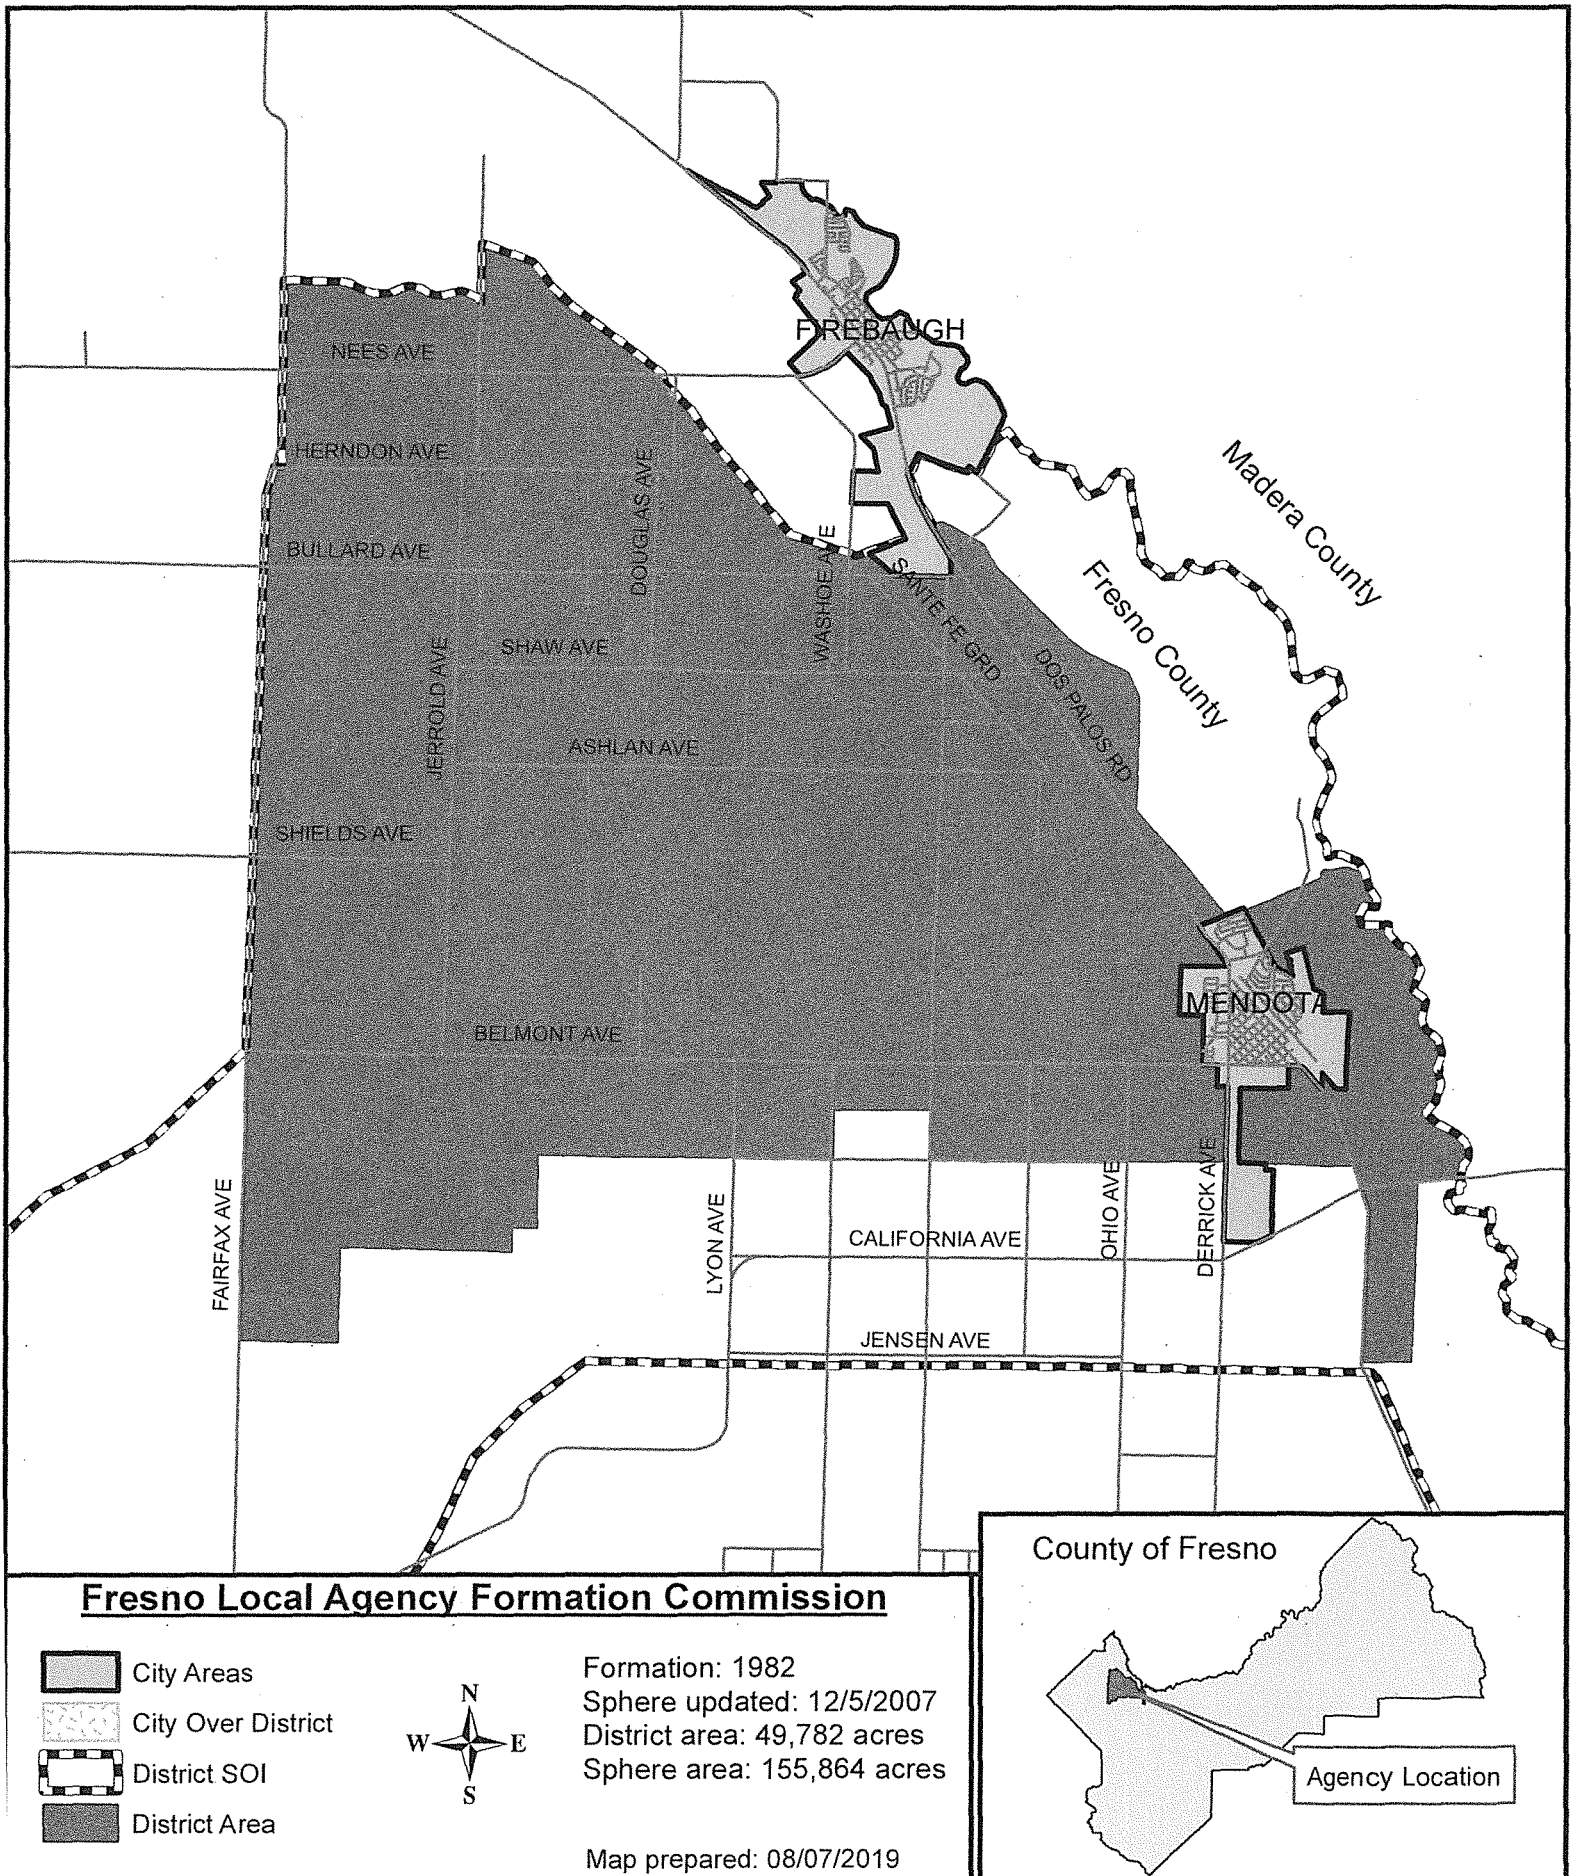 FIREBAUGH
NEES AVE
HERNDON AVE
DOUGLAS AVE
BULLARD AVE
WASHOE AVE
SANTE FE GRD
Madera County
Fresno County
JERROLD AVE
SHAW AVE
DOS PALOS RD
ASHLAN AVE
SHIELDS AVE
MENDOTA
BELMONT AVE
FAIRFAX AVE
LYON AVE
CALIFORNIA AVE
OHIO AVE
DERRICK AVE
JENSEN AVE
County of Fresno
Agency Location
Fresno Local Agency Formation Commission
City Areas
City Over District
District SOI
District Area
N
W E
S
Formation: 1982
Sphere updated: 12/5/2007
District area: 49,782 acres
Sphere area: 155,864 acres
Map prepared: 08/07/2019